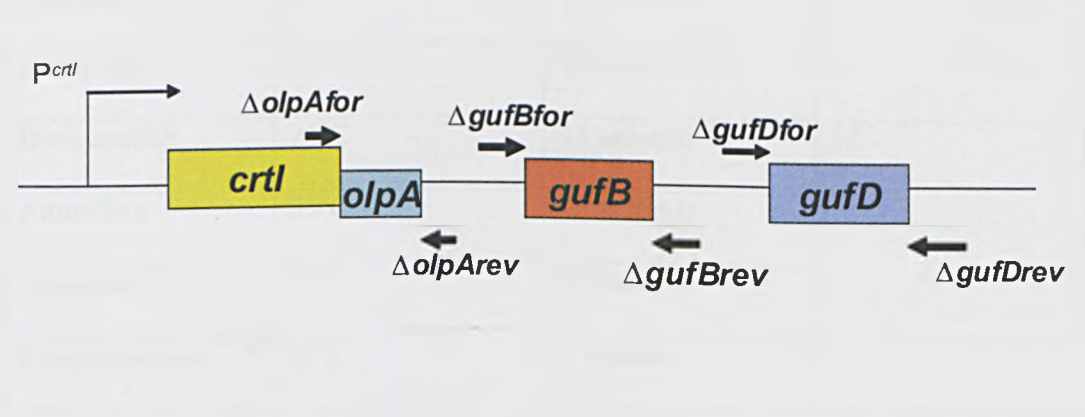 Pcrtl
ΔolpAfor
ΔgufBfor
ΔgufDfor
crtl
olpA
gufB
gufD
ΔolpArev
ΔgufBrev
ΔgufDrev